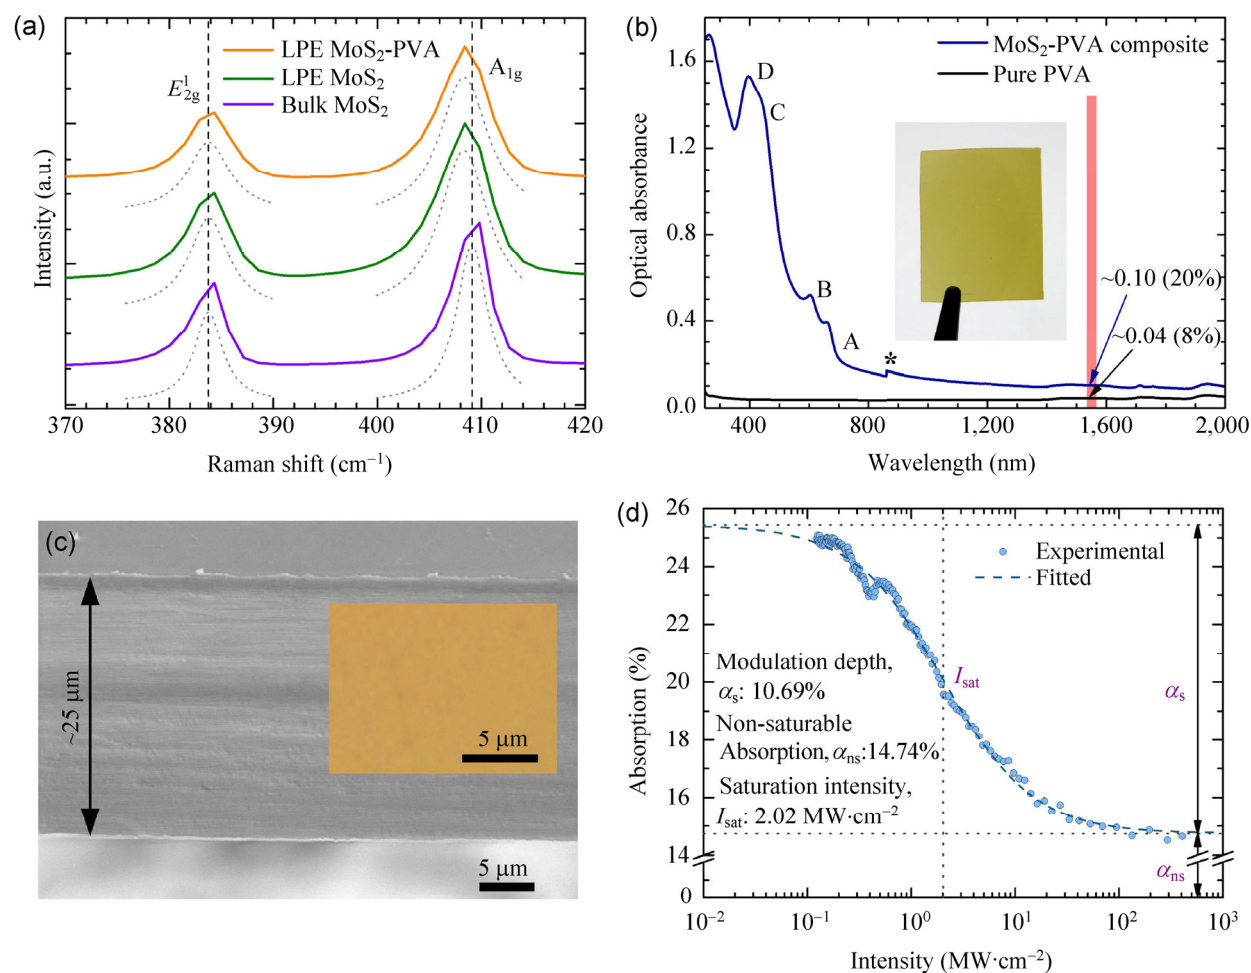 (a)
LPE MoS₂-PVA
LPE MoS₂
Bulk MoS₂
E¹₂g
A₁g
Intensity (a.u.)
370 380 390 400 410 420
Raman shift (cm⁻¹)
(b)
MoS₂-PVA composite
Pure PVA
D
C
B
A
*
~0.10 (20%)
~0.04 (8%)
Optical absorbance
1.6
1.2
0.8
0.4
0.0
400 800 1,200 1,600 2,000
Wavelength (nm)
(c)
~25 μm
5 μm
5 μm
(d)
Experimental
Fitted
Modulation depth,
αs: 10.69%
Non-saturable
Absorption, αns:14.74%
Saturation intensity,
Isat: 2.02 MW·cm⁻²
Isat
αs
αns
Absorption (%)
26
24
22
20
18
16
14
0
10⁻² 10⁻¹ 10⁰ 10¹ 10² 10³
Intensity (MW·cm⁻²)